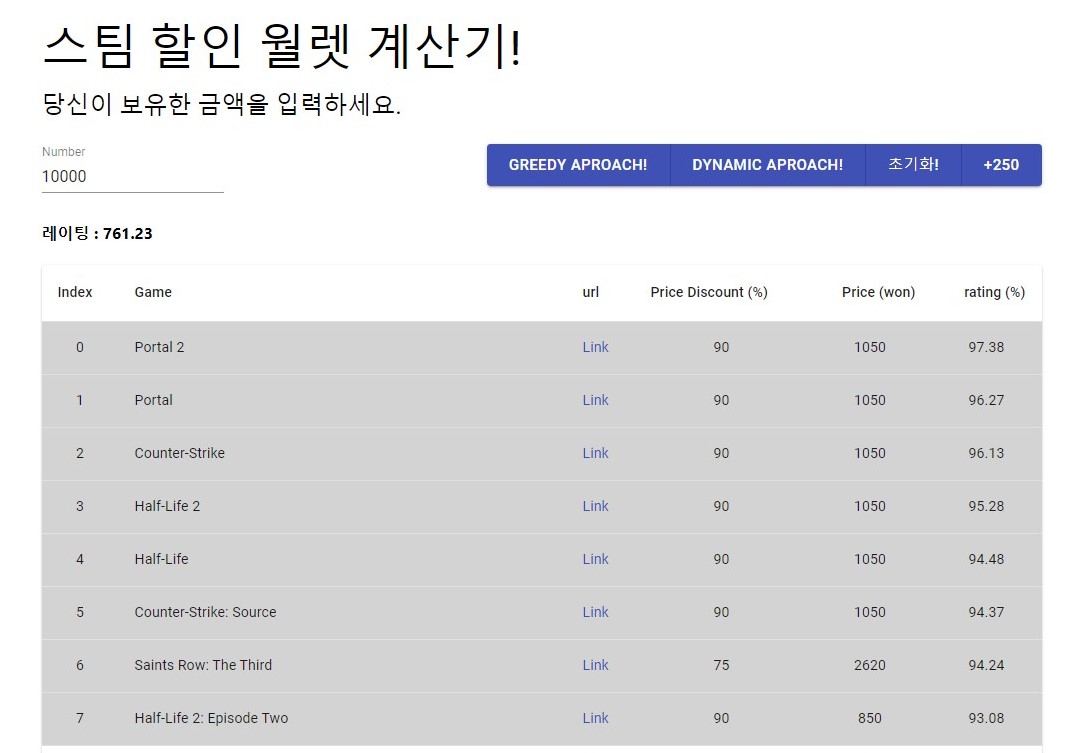 스팀 할인 월렛 계산기!
당신이 보유한 금액을 입력하세요.
Number
10000
GREEDY APROACH! DYNAMIC APROACH! 초기화! +250
레이팅 : 761.23
Index Game url Price Discount (%) Price (won) rating (%)
0 Portal 2 Link 90 1050 97.38
1 Portal Link 90 1050 96.27
2 Counter-Strike Link 90 1050 96.13
3 Half-Life 2 Link 90 1050 95.28
4 Half-Life Link 90 1050 94.48
5 Counter-Strike: Source Link 90 1050 94.37
6 Saints Row: The Third Link 75 2620 94.24
7 Half-Life 2: Episode Two Link 90 850 93.08